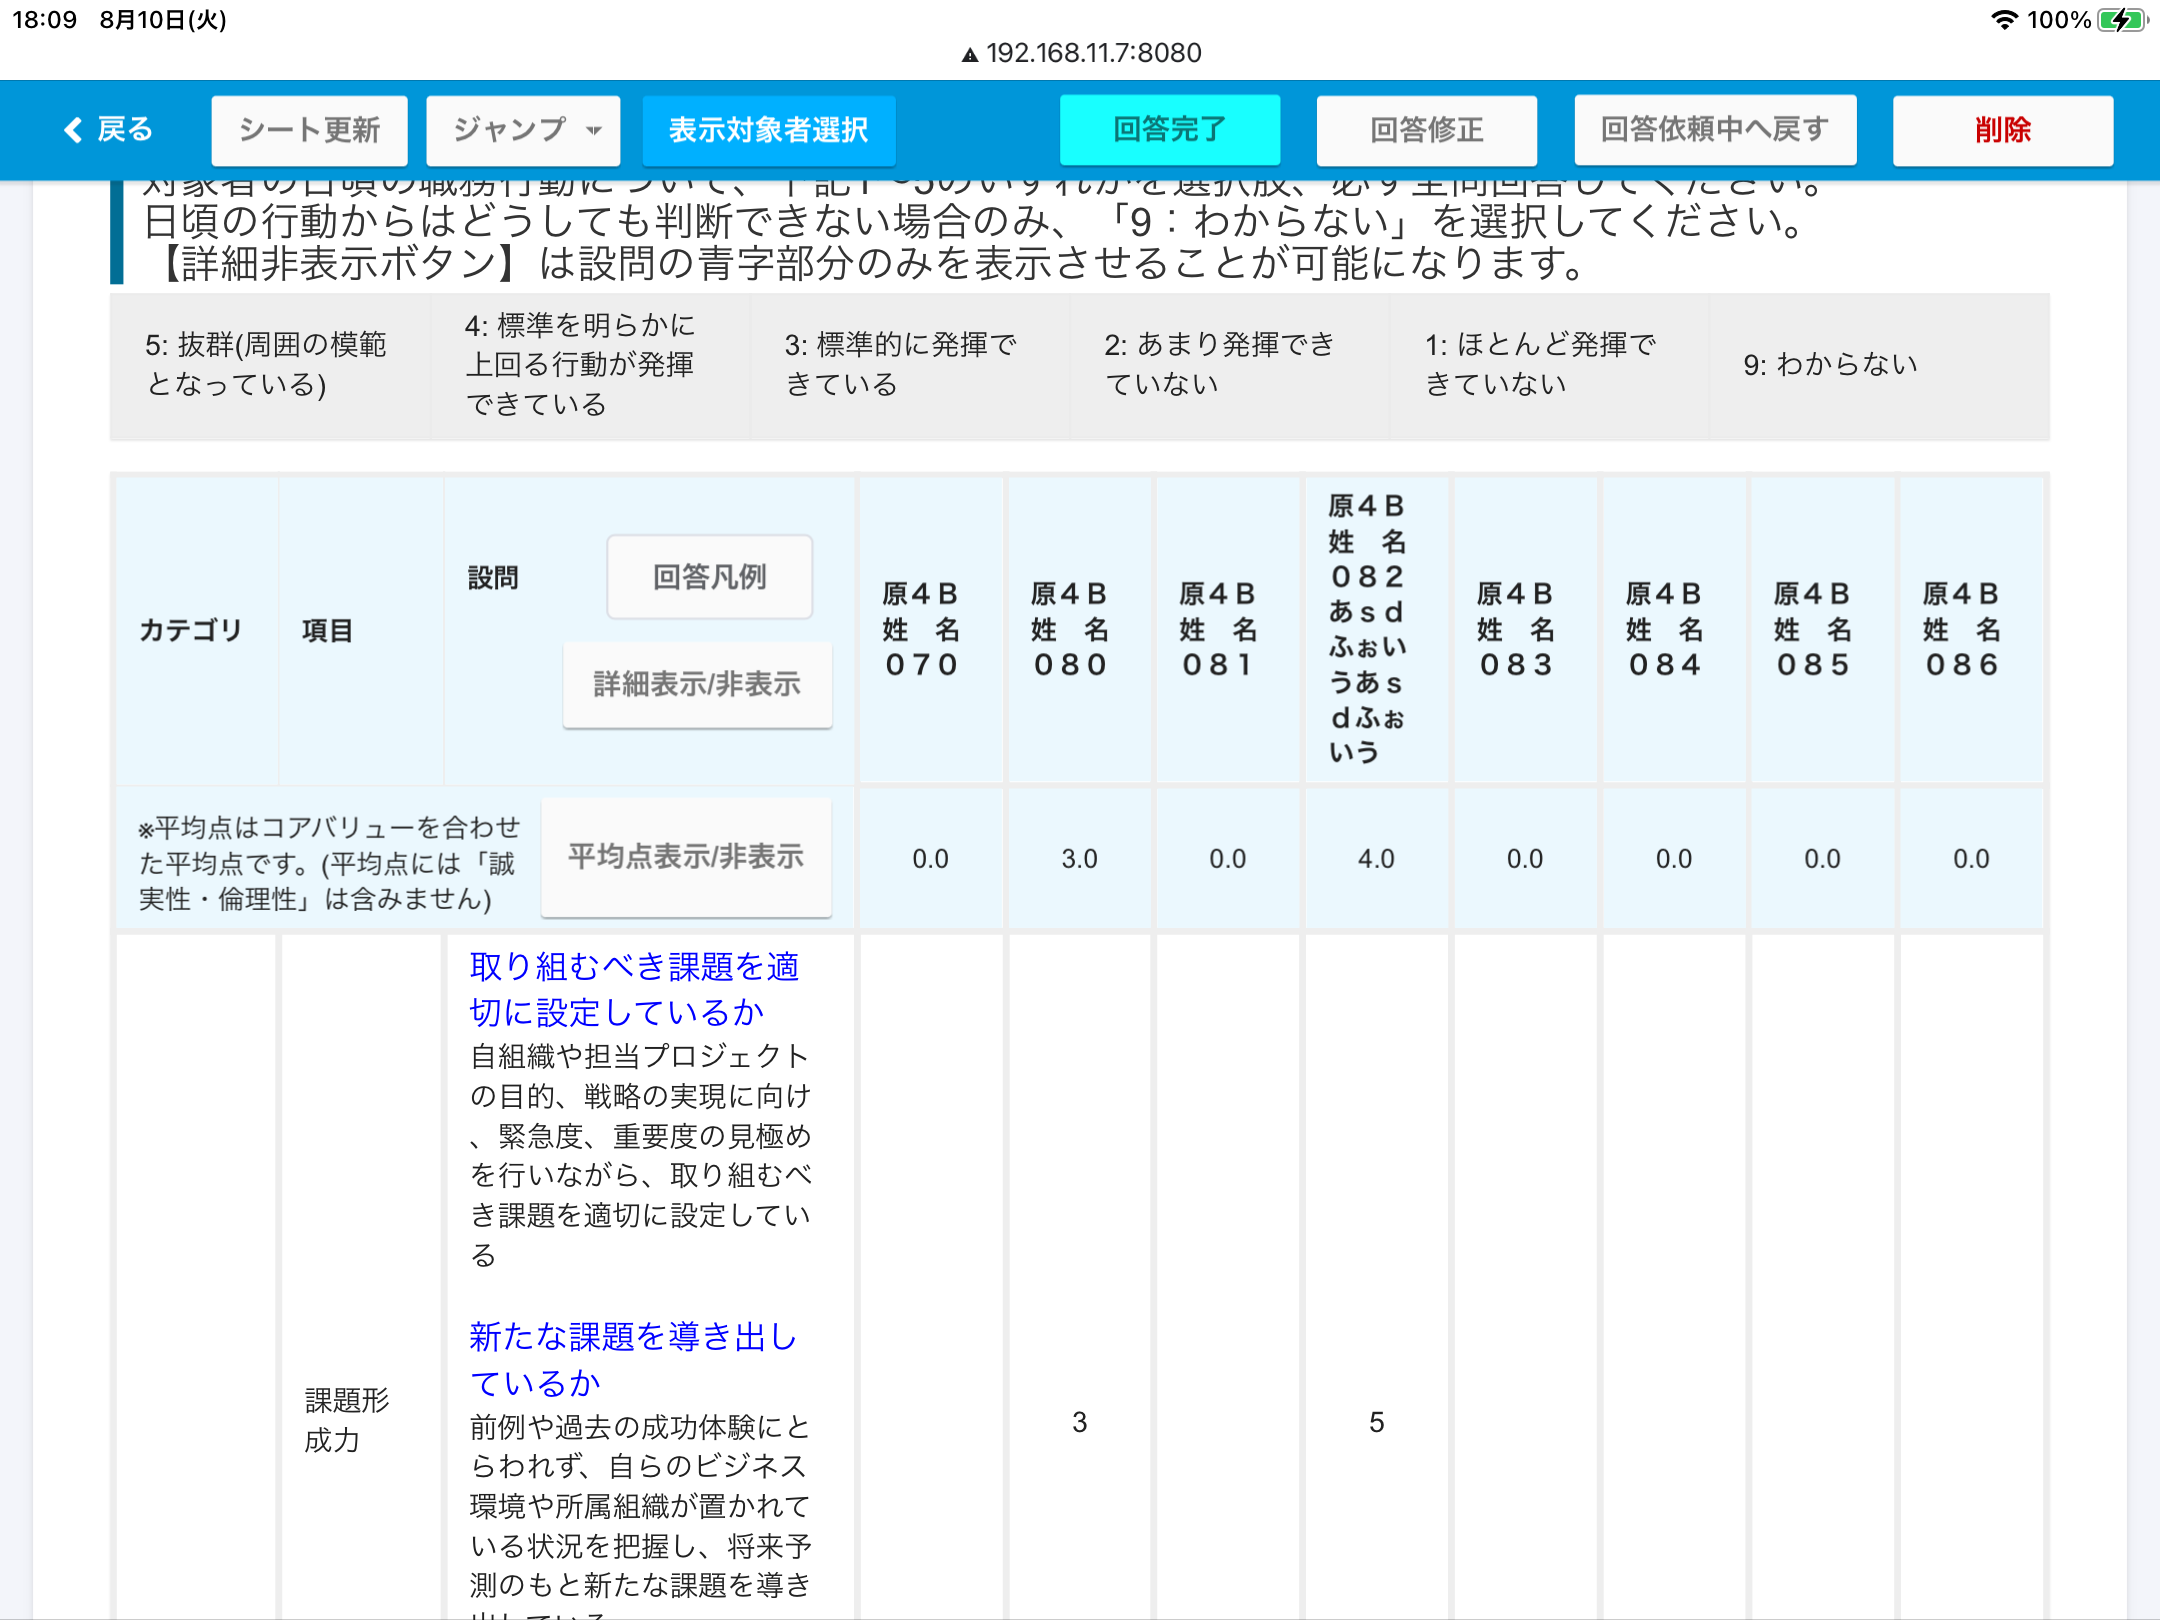 18:09 8月10日(火)
100%
192.168.11.7:8080
戻る
シート更新
ジャンプ
表示対象者選択
回答完了
回答修正
回答依頼中へ戻す
削除
日頃の行動からはどうしても判断できない場合のみ、「9：わからない」を選択してください。
【詳細非表示ボタン】は設問の青字部分のみを表示させることが可能になります。
5: 抜群(周囲の模範
となっている)
4: 標準を明らかに
上回る行動が発揮
できている
3: 標準的に発揮で
きている
2: あまり発揮でき
ていない
1: ほとんど発揮で
きていない
9: わからない
カテゴリ
項目
設問
回答凡例
詳細表示/非表示
原４Ｂ
姓　名
０７０
原４Ｂ
姓　名
０８０
原４Ｂ
姓　名
０８１
原４Ｂ
姓　名
０８２
あｓｄ
ふぉい
うあｓ
ｄふぉ
いう
原４Ｂ
姓　名
０８３
原４Ｂ
姓　名
０８４
原４Ｂ
姓　名
０８５
原４Ｂ
姓　名
０８６
※平均点はコアバリューを合わせ
た平均点です。(平均点には「誠
実性・倫理性」は含みません)
平均点表示/非表示
0.0
3.0
0.0
4.0
0.0
0.0
0.0
0.0
課題形
成力
取り組むべき課題を適
切に設定しているか
自組織や担当プロジェクト
の目的、戦略の実現に向け
、緊急度、重要度の見極め
を行いながら、取り組むべ
き課題を適切に設定してい
る
新たな課題を導き出し
ているか
前例や過去の成功体験にと
らわれず、自らのビジネス
環境や所属組織が置かれて
いる状況を把握し、将来予
測のもと新たな課題を導き
3
5